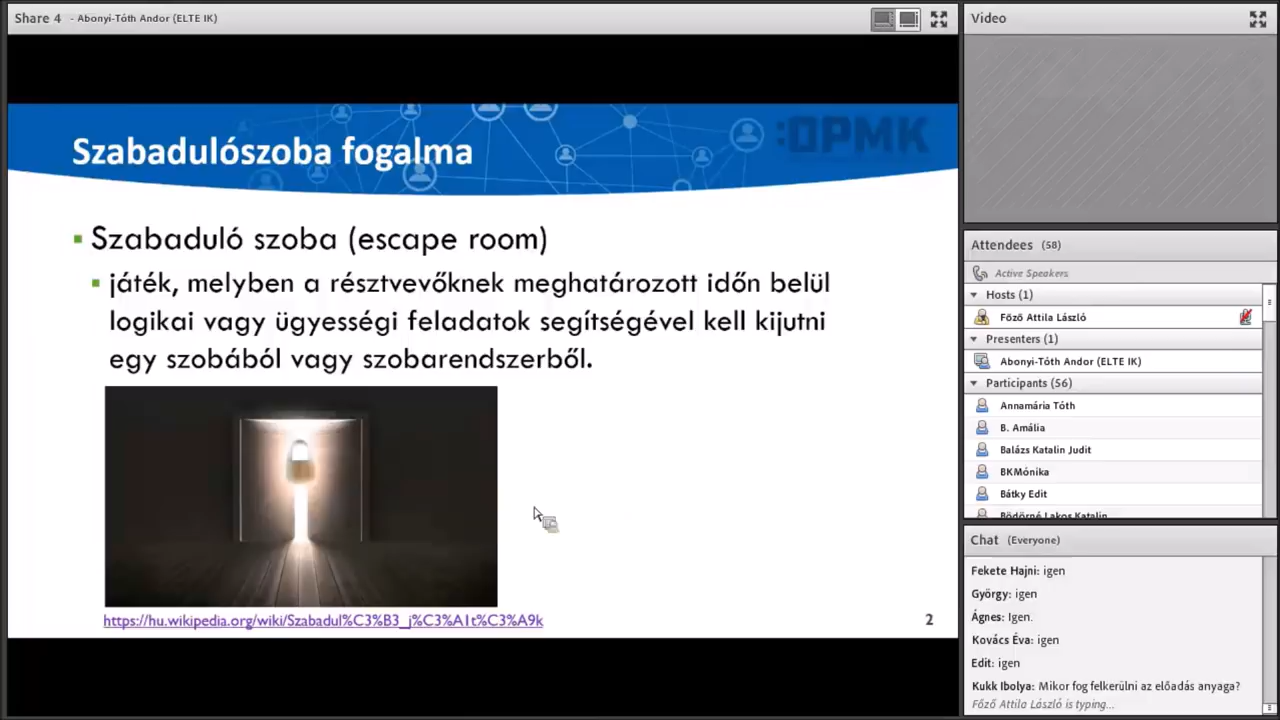 Share 4 - Abonyi-Tóth Andor (ELTE IK)
:OPMK
Szabadulószoba fogalma
Szabaduló szoba (escape room)
játék, melyben a résztvevőknek meghatározott időn belül
logikai vagy ügyességi feladatok segítségével kell kijutni
egy szobából vagy szobarendszerből.
https://hu.wikipedia.org/wiki/Szabadul%C3%B3_j%C3%A1t%C3%A9k
2
Video
Attendees (58)
Active Speakers
Hosts (1)
Főző Attila László
Presenters (1)
Abonyi-Tóth Andor (ELTE IK)
Participants (56)
Annamária Tóth
B. Amália
Balázs Katalin Judit
BKMónika
Bátky Edit
Bödörné Lakos Katalin
Chat (Everyone)
Fekete Hajni: igen
György: igen
Ágnes: Igen.
Kovács Éva: igen
Edit: igen
Kukk Ibolya: Mikor fog felkerülni az előadás anyaga?
Főző Attila László is typing...